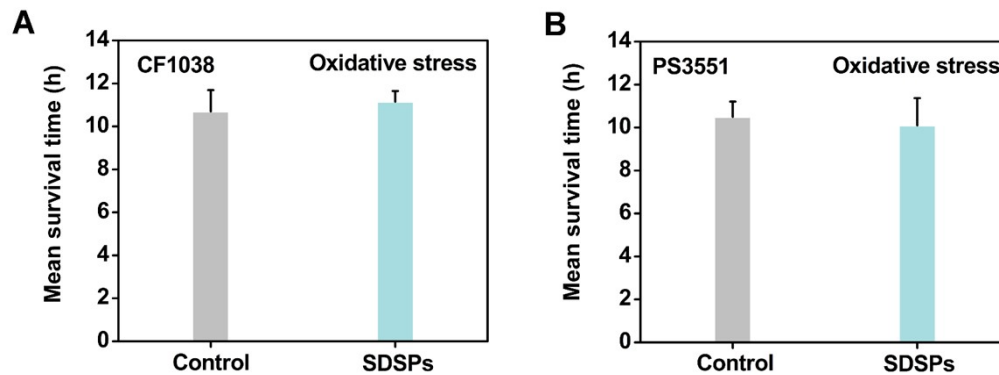 A
Mean survival time (h)
14
12
10
8
6
4
2
0
CF1038
Oxidative stress
Control
SDSPs
B
Mean survival time (h)
14
12
10
8
6
4
2
0
PS3551
Oxidative stress
Control
SDSPs